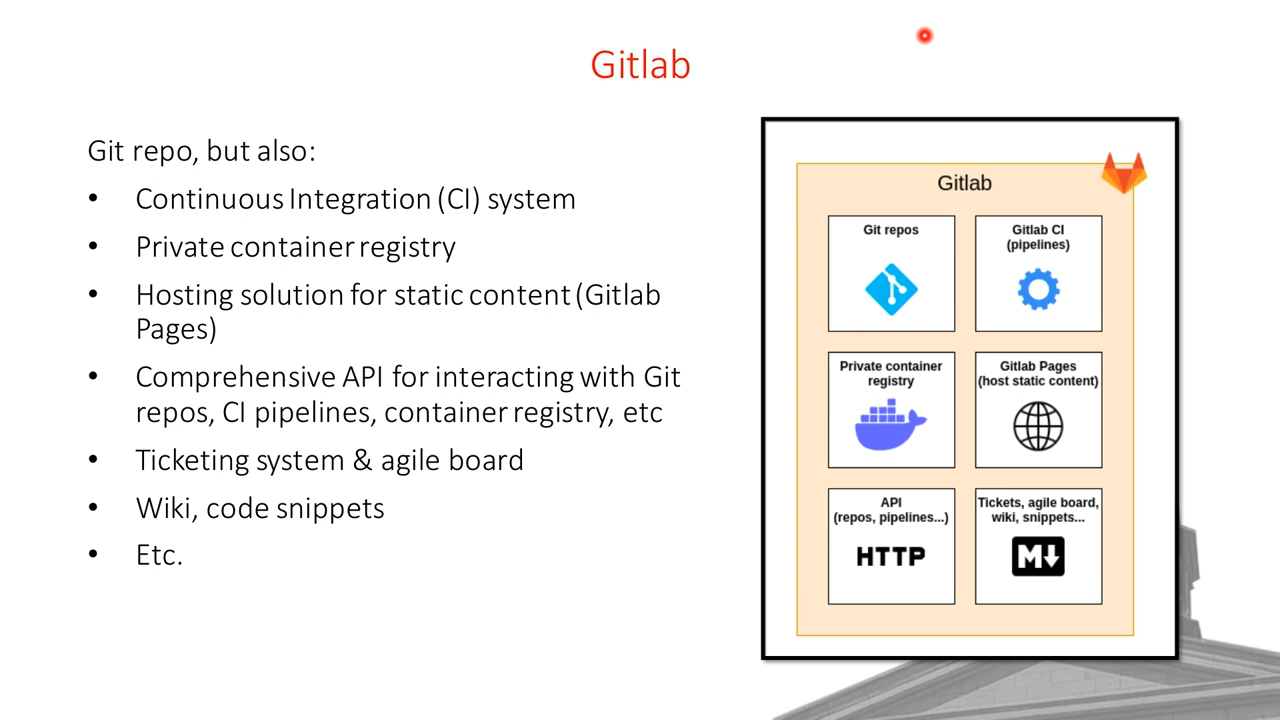 Gitlab
Git repo, but also:
• Continuous Integration (CI) system
• Private container registry
• Hosting solution for static content (Gitlab
Pages)
• Comprehensive API for interacting with Git
repos, CI pipelines, container registry, etc
• Ticketing system & agile board
• Wiki, code snippets
• Etc.
Gitlab
Git repos
Gitlab CI
(pipelines)
Private container
registry
Gitlab Pages
(host static content)
API
(repos, pipelines...)
HTTP
Tickets, agile board,
wiki, snippets...
M